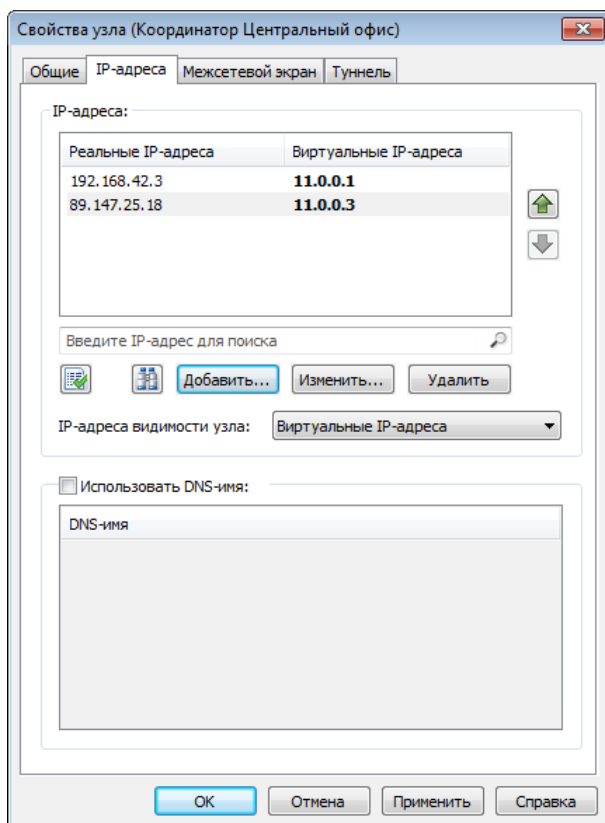 Свойства узла (Координатор Центральный офис)
Общие IP-адреса Межсетевой экран Туннель
IP-адреса:
Реальные IP-адреса Виртуальные IP-адреса
192.168.42.3 11.0.0.1
89.147.25.18 11.0.0.3
Введите IP-адрес для поиска
Добавить... Изменить... Удалить
IP-адреса видимости узла: Виртуальные IP-адреса
Использовать DNS-имя:
DNS-имя
OK Отмена Применить Справка